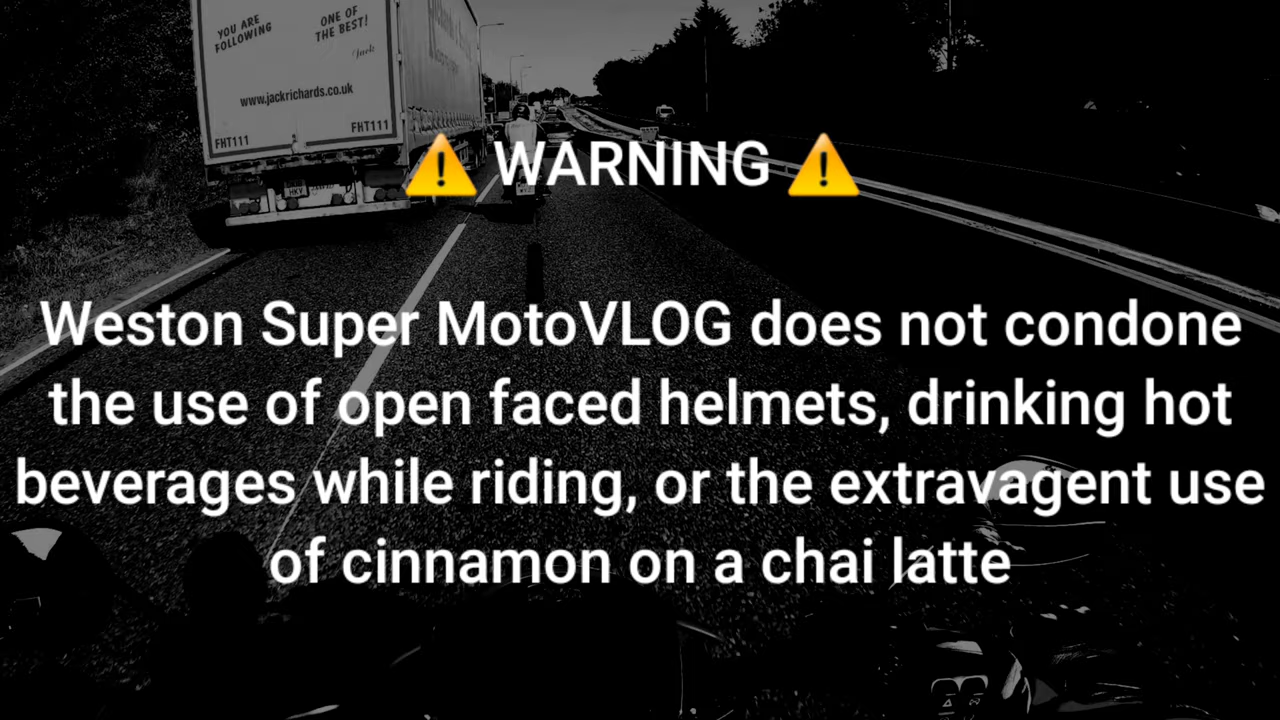 YOU ARE
FOLLOWING
ONE OF
THE BEST!
Jack
www.jackrichards.co.uk
FHT111
FHT111
⚠ WARNING ⚠
Weston Super MotoVLOG does not condone
the use of open faced helmets, drinking hot
beverages while riding, or the extravagent use
of cinnamon on a chai latte